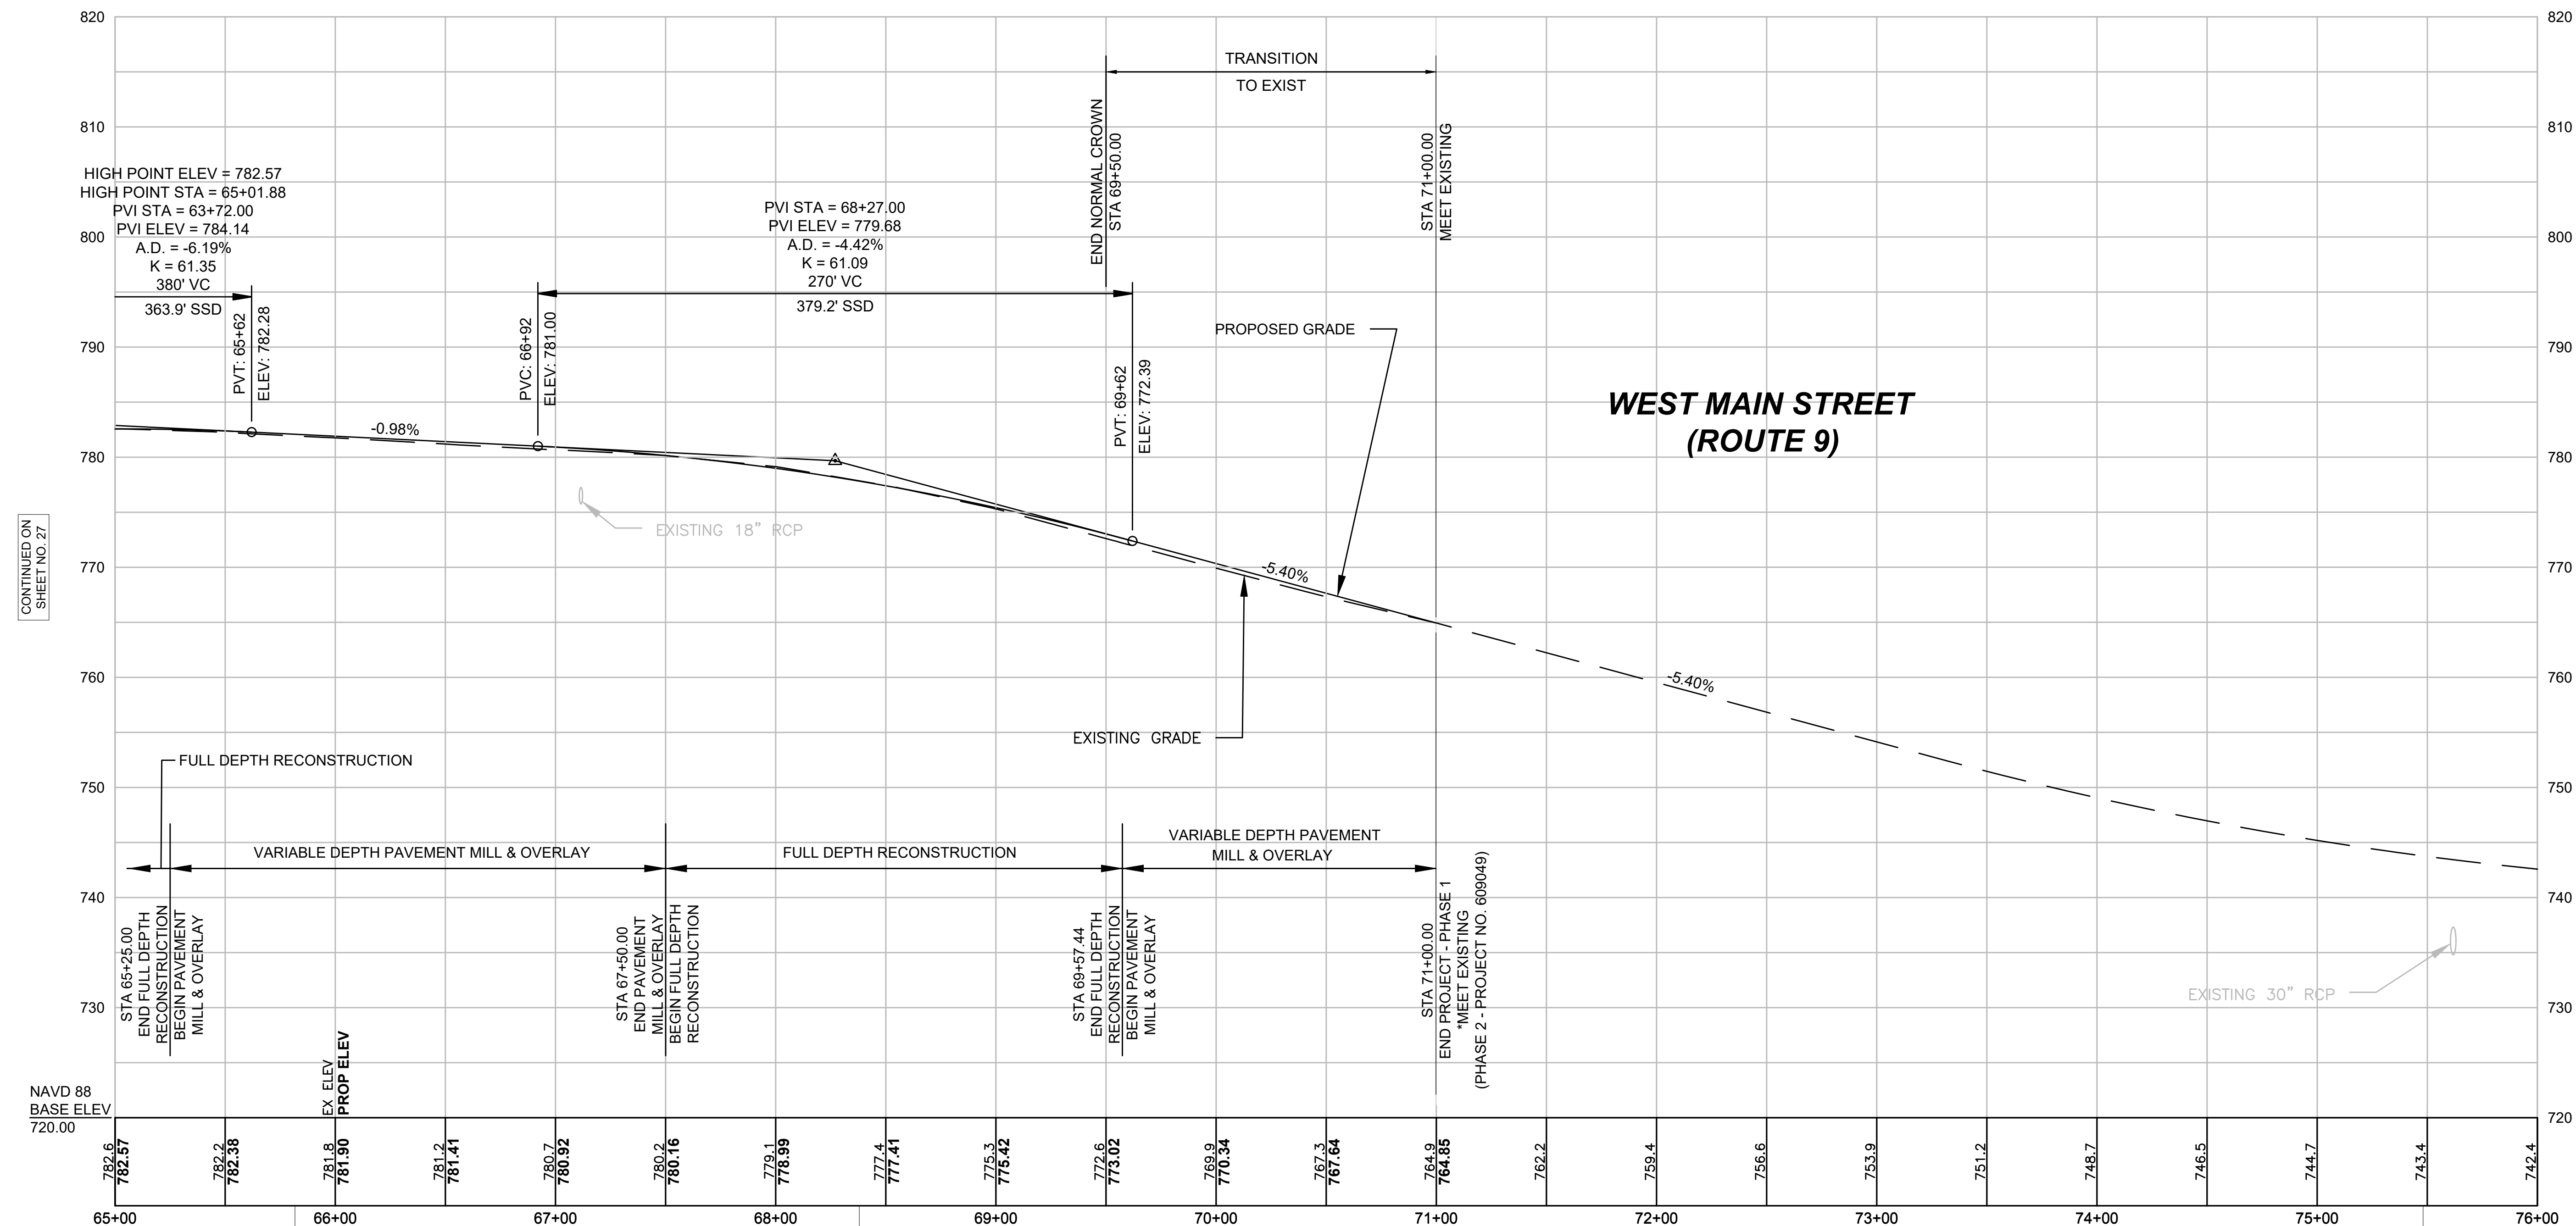 820
810
800
790
780
770
760
750
740
730
720
820
810
800
790
780
770
760
750
740
730
720
TRANSITION
TO EXIST
END NORMAL CROWN
STA 69+50.00
STA 71+00.00
MEET EXISTING
HIGH POINT ELEV = 782.57
HIGH POINT STA = 65+01.88
PVI STA = 63+72.00
PVI ELEV = 784.14
A.D. = -6.19%
K = 61.35
380' VC
363.9' SSD
PVT: 65+62
ELEV: 782.28
PVI STA = 68+27.00
PVI ELEV = 779.68
A.D. = -4.42%
K = 61.09
270' VC
379.2' SSD
PVC: 66+92
ELEV: 781.00
PVT: 69+62
ELEV: 772.39
PROPOSED GRADE
WEST MAIN STREET
(ROUTE 9)
-0.98%
EXISTING 18” RCP
CONTINUED ON
SHEET NO. 27
-5.40%
-5.40%
EXISTING GRADE
FULL DEPTH RECONSTRUCTION
VARIABLE DEPTH PAVEMENT MILL & OVERLAY
FULL DEPTH RECONSTRUCTION
VARIABLE DEPTH PAVEMENT
MILL & OVERLAY
STA 65+25.00
END FULL DEPTH
RECONSTRUCTION
BEGIN PAVEMENT
MILL & OVERLAY
STA 67+50.00
END PAVEMENT
MILL & OVERLAY
BEGIN FULL DEPTH
RECONSTRUCTION
STA 69+57.44
END FULL DEPTH
RECONSTRUCTION
BEGIN PAVEMENT
MILL & OVERLAY
STA 71+00.00
END PROJECT - PHASE 1
*MEET EXISTING
(PHASE 2 - PROJECT NO. 609049)
EXISTING 30” RCP
EX ELEV
PROP ELEV
NAVD 88
BASE ELEV
720.00
782.6
782.57
782.2
782.38
781.8
781.90
781.2
781.41
780.7
780.92
780.2
780.16
779.1
778.99
777.4
777.41
775.3
775.42
772.6
773.02
769.9
770.34
767.3
767.64
764.9
764.85
762.2
759.4
756.6
753.9
751.2
748.7
746.5
744.7
743.4
742.4
65+00
66+00
67+00
68+00
69+00
70+00
71+00
72+00
73+00
74+00
75+00
76+00